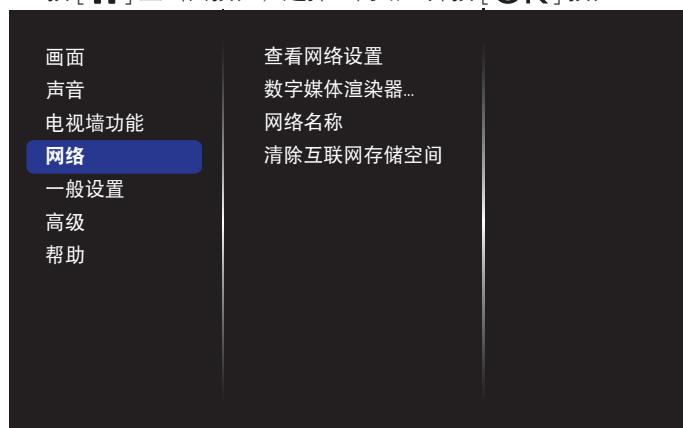 画面
声音
电视墙功能
网络
一般设置
高级
帮助
查看网络设置
数字媒体渲染器...
网络名称
清除互联网存储空间